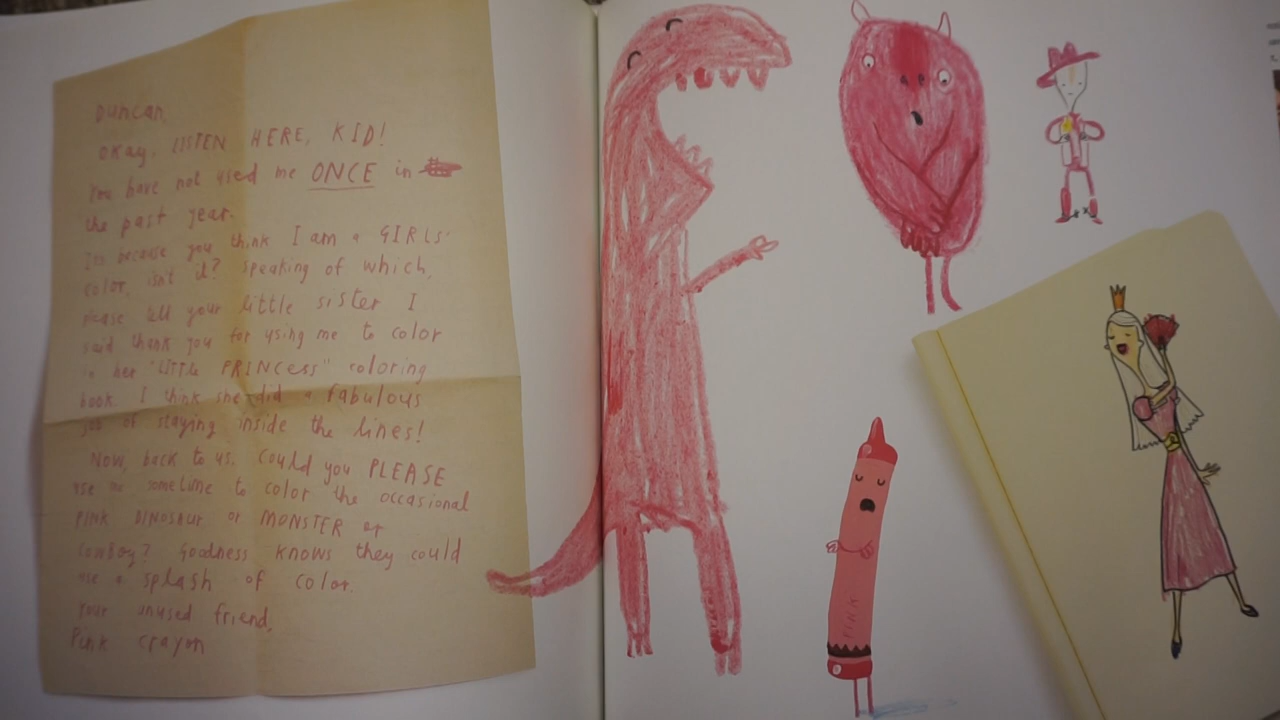 Duncan,
Okay, LISTEN HERE, KID!
You have not used me ONCE in
the past year.
It's because you think I am a GIRLS'
color, isn't it? Speaking of which,
please tell your little sister I
said thank you for using me to color
in her "LITTLE PRINCESS" coloring
book. I think she did a fabulous
job of staying inside the lines!
Now, back to us. Could you PLEASE
use me sometime to color the occasional
PINK DINOSAUR or MONSTER or
COWBOY? Goodness KNOWS they could
use a splash of color.
Your unused friend,
Pink Crayon
PINK